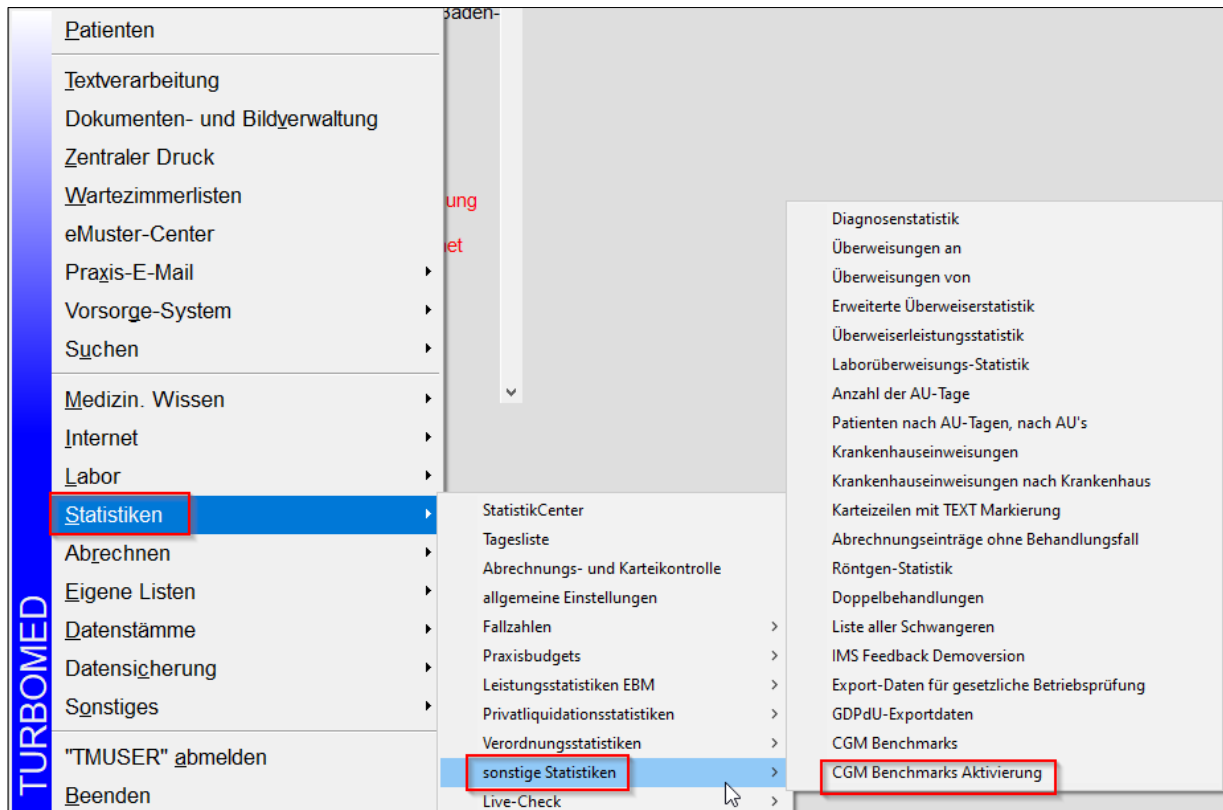 Baden-
Patienten
Textverarbeitung
Dokumenten- und Bildverwaltung
Zentraler Druck
Wartezimmerlisten
eMuster-Center
Praxis-E-Mail
Vorsorge-System
Suchen
Medizin. Wissen
Internet
Labor
Statistiken
Abrechnen
Eigene Listen
Datenstämme
Datensicherung
Sonstiges
"TMUSER" abmelden
Beenden
TURBOMED
ung
net
StatistikCenter
Tagesliste
Abrechnungs- und Karteikontrolle
allgemeine Einstellungen
Fallzahlen
Praxisbudgets
Leistungsstatistiken EBM
Privatliquidationsstatistiken
Verordnungsstatistiken
sonstige Statistiken
Live-Check
Diagnosenstatistik
Überweisungen an
Überweisungen von
Erweiterte Überweiserstatistik
Überweiserleistungsstatistik
Laborüberweisungs-Statistik
Anzahl der AU-Tage
Patienten nach AU-Tagen, nach AU's
Krankenhauseinweisungen
Krankenhauseinweisungen nach Krankenhaus
Karteizeilen mit TEXT Markierung
Abrechnungseinträge ohne Behandlungsfall
Röntgen-Statistik
Doppelbehandlungen
Liste aller Schwangeren
IMS Feedback Demoversion
Export-Daten für gesetzliche Betriebsprüfung
GDPdU-Exportdaten
CGM Benchmarks
CGM Benchmarks Aktivierung